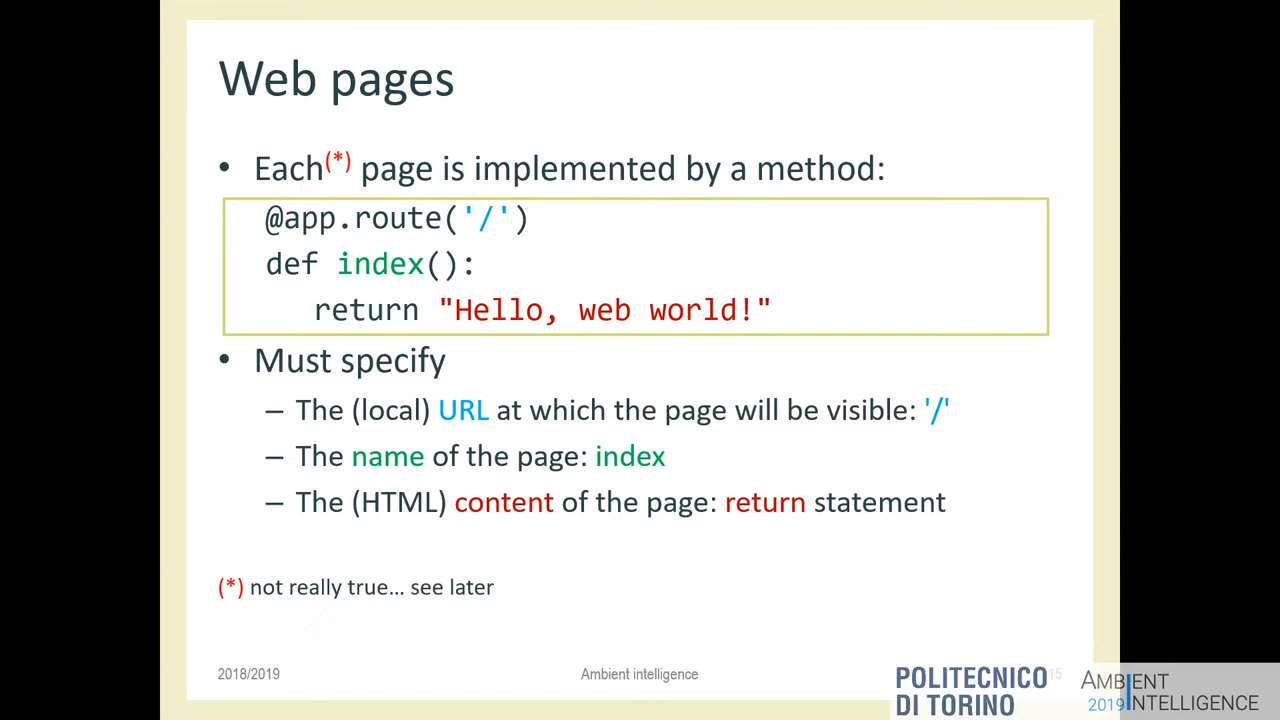 Web pages
• Each(*) page is implemented by a method:
@app.route('/')
def index():
return "Hello, web world!"
• Must specify
– The (local) URL at which the page will be visible: '/'
– The name of the page: index
– The (HTML) content of the page: return statement
(*) not really true... see later
2018/2019
Ambient intelligence
15
POLITECNICO
DI TORINO
AMBIENT
2019 INTELLIGENCE